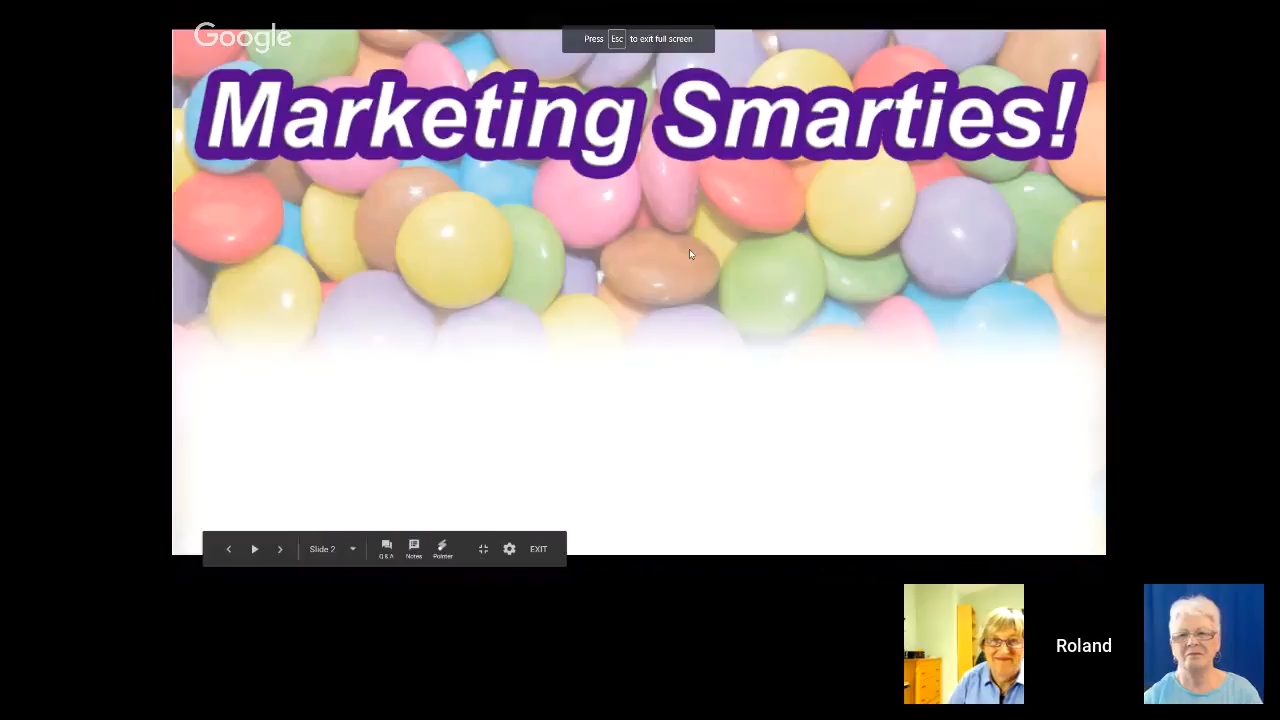 Google
Press Esc to exit full screen
Marketing Smarties!
Slide 2
Q & A
Notes
Pointer
EXIT
Roland